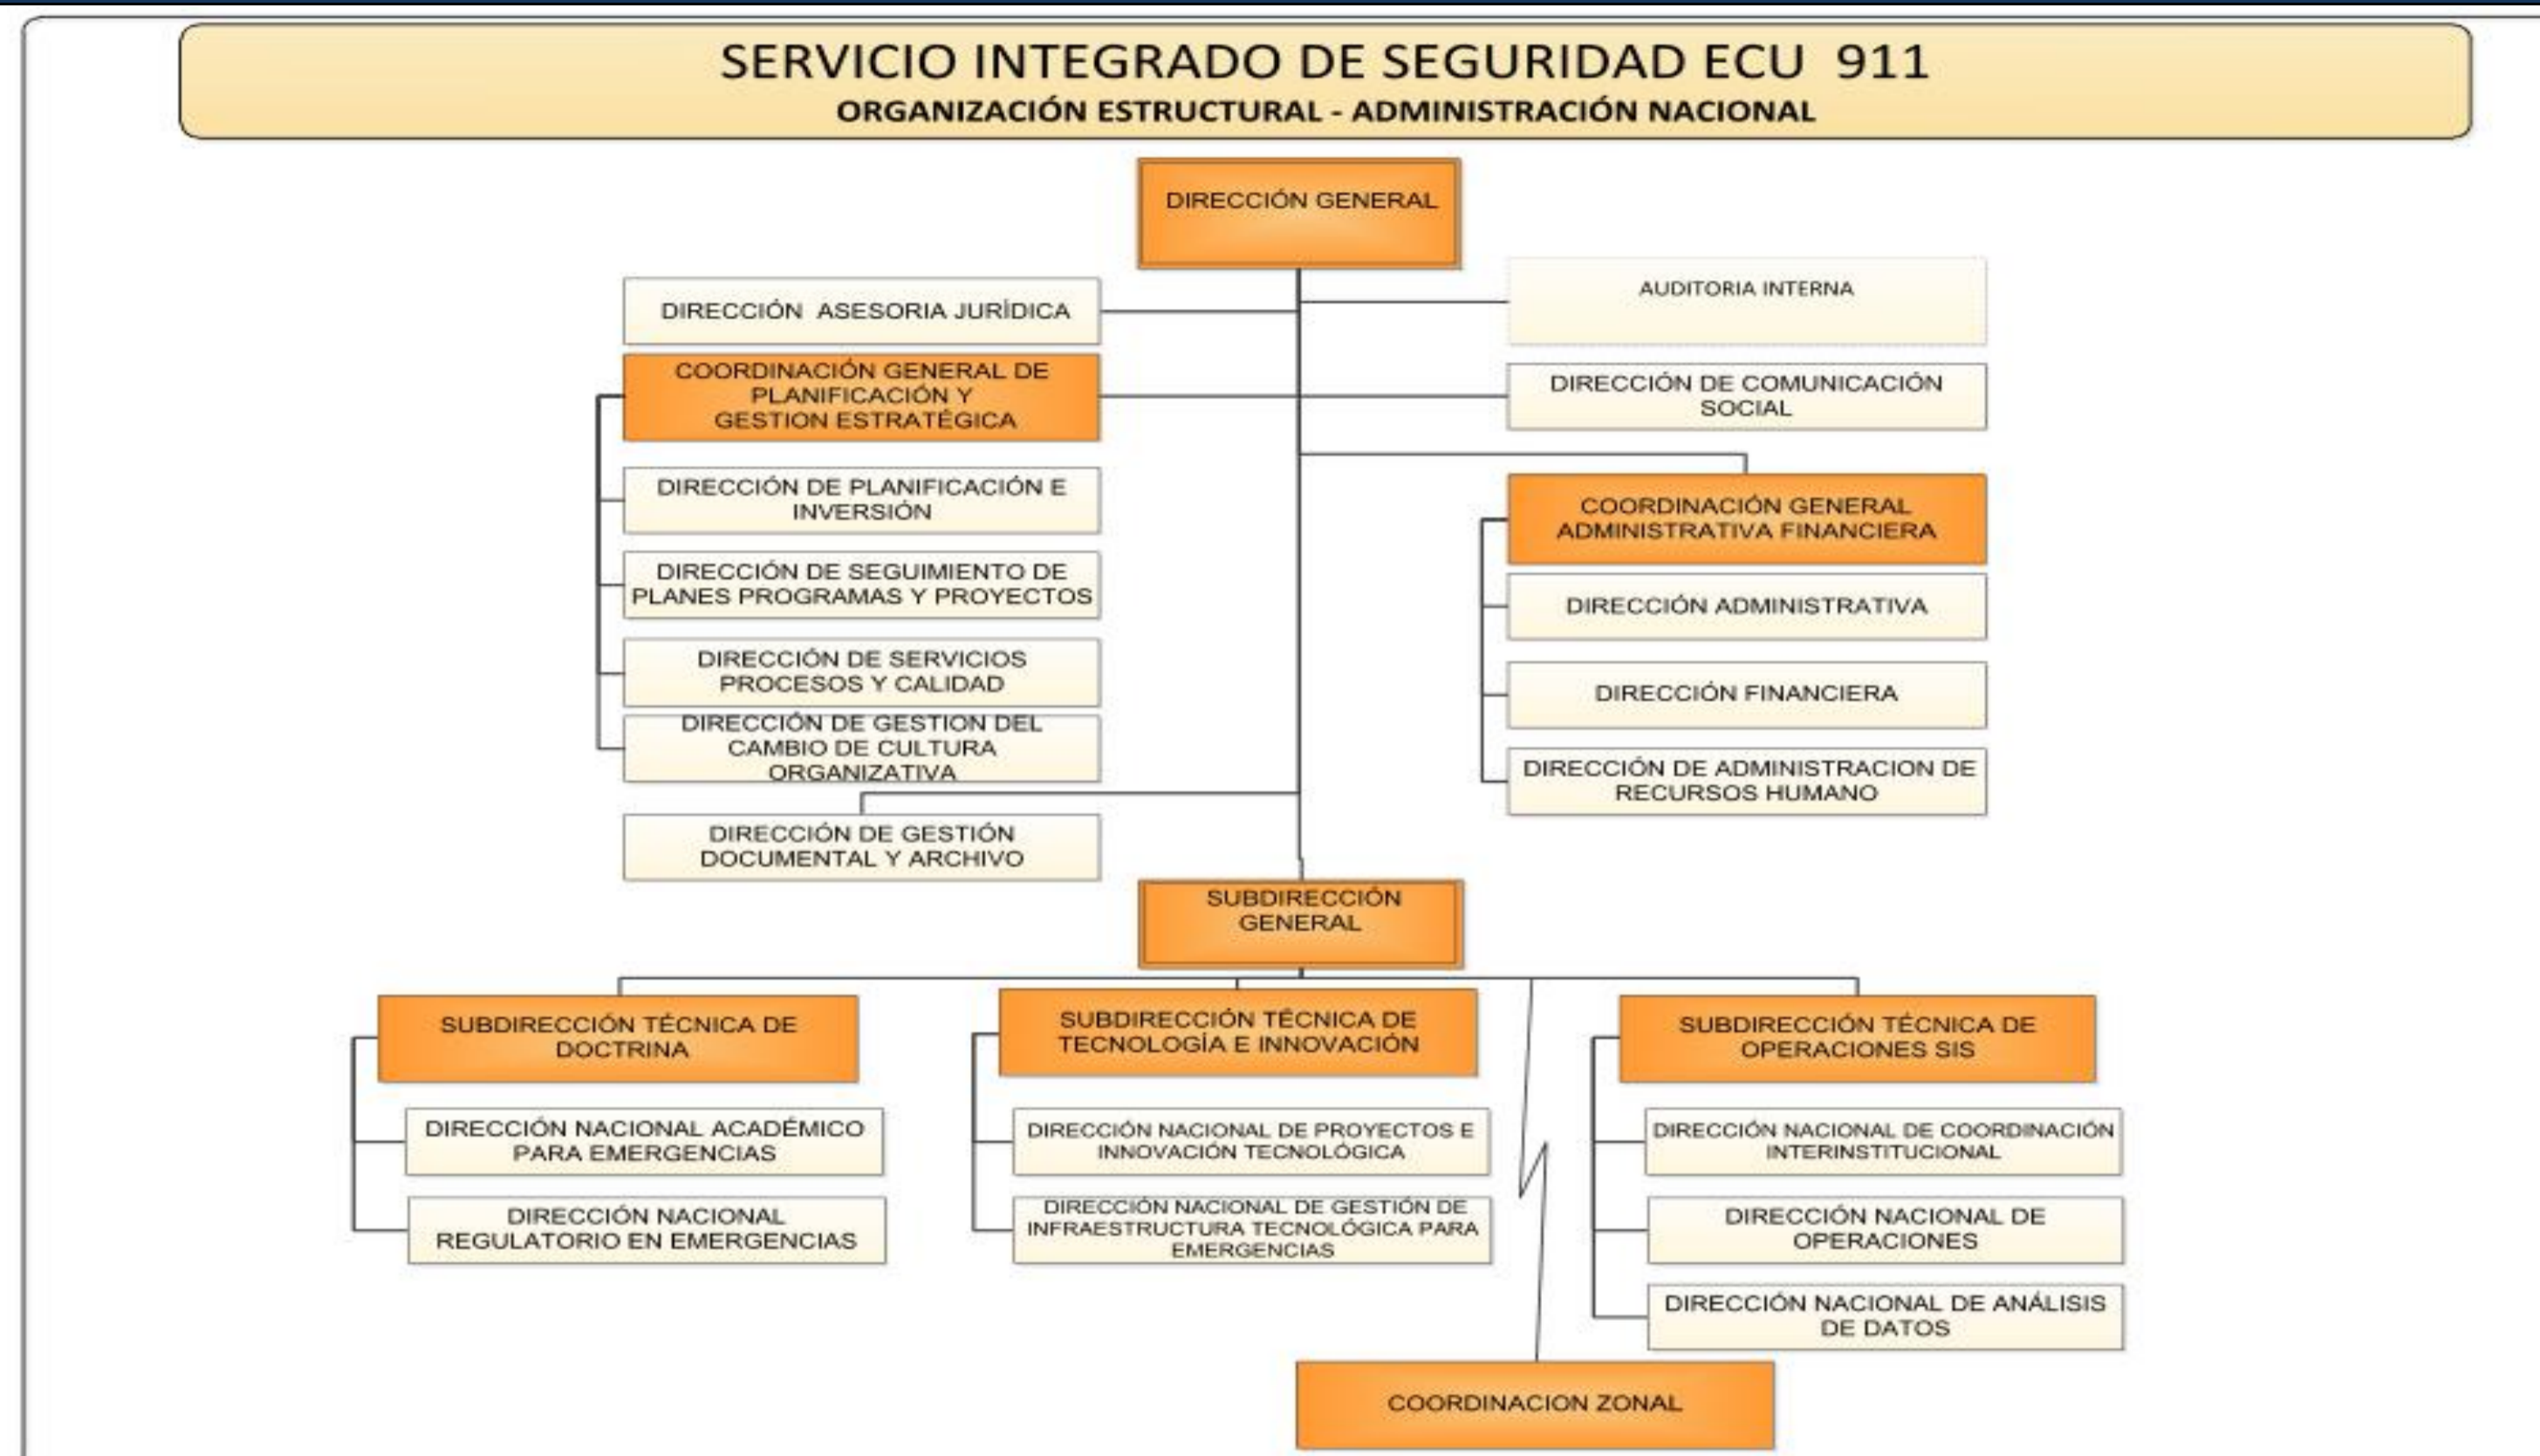 SERVICIO INTEGRADO DE SEGURIDAD ECU 911
ORGANIZACIÓN ESTRUCTURAL - ADMINISTRACIÓN NACIONAL
DIRECCIÓN GENERAL
DIRECCIÓN ASESORIA JURÍDICA
AUDITORIA INTERNA
COORDINACIÓN GENERAL DE
PLANIFICACIÓN Y
GESTION ESTRATÉGICA
DIRECCIÓN DE COMUNICACIÓN
SOCIAL
DIRECCIÓN DE PLANIFICACIÓN E
INVERSIÓN
DIRECCIÓN DE SEGUIMIENTO DE
PLANES PROGRAMAS Y PROYECTOS
DIRECCIÓN DE SERVICIOS
PROCESOS Y CALIDAD
DIRECCIÓN DE GESTION DEL
CAMBIO DE CULTURA
ORGANIZATIVA
COORDINACIÓN GENERAL
ADMINISTRATIVA FINANCIERA
DIRECCIÓN ADMINISTRATIVA
DIRECCIÓN FINANCIERA
DIRECCIÓN DE ADMINISTRACION DE
RECURSOS HUMANO
DIRECCIÓN DE GESTIÓN
DOCUMENTAL Y ARCHIVO
SUBDIRECCIÓN
GENERAL
SUBDIRECCIÓN TÉCNICA DE
DOCTRINA
DIRECCIÓN NACIONAL ACADÉMICO
PARA EMERGENCIAS
DIRECCIÓN NACIONAL
REGULATORIO EN EMERGENCIAS
SUBDIRECCIÓN TÉCNICA DE
TECNOLOGÍA E INNOVACIÓN
DIRECCIÓN NACIONAL DE PROYECTOS E
INNOVACIÓN TECNOLÓGICA
DIRECCIÓN NACIONAL DE GESTIÓN DE
INFRAESTRUCTURA TECNOLÓGICA PARA
EMERGENCIAS
SUBDIRECCIÓN TÉCNICA DE
OPERACIONES SIS
DIRECCIÓN NACIONAL DE COORDINACIÓN
INTERINSTITUCIONAL
DIRECCIÓN NACIONAL DE
OPERACIONES
DIRECCIÓN NACIONAL DE ANÁLISIS
DE DATOS
COORDINACION ZONAL